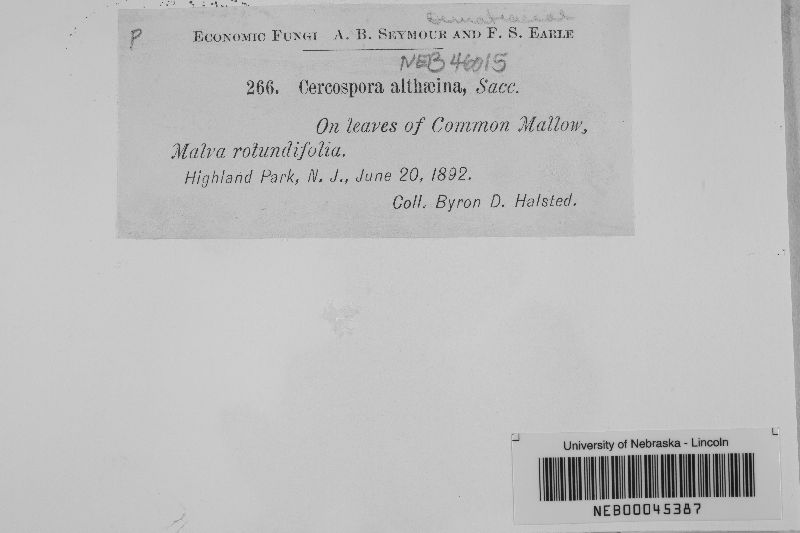 Dematiaceae
P
Economic Fungi A. B. Seymour and F. S. Earle
NEB 46015
266. Cercospora althæina, Sacc.
On leaves of Common Mallow,
Malva rotundifolia.
Highland Park, N. J., June 20, 1892.
Coll. Byron D. Halsted.
University of Nebraska - Lincoln
NEB00045387